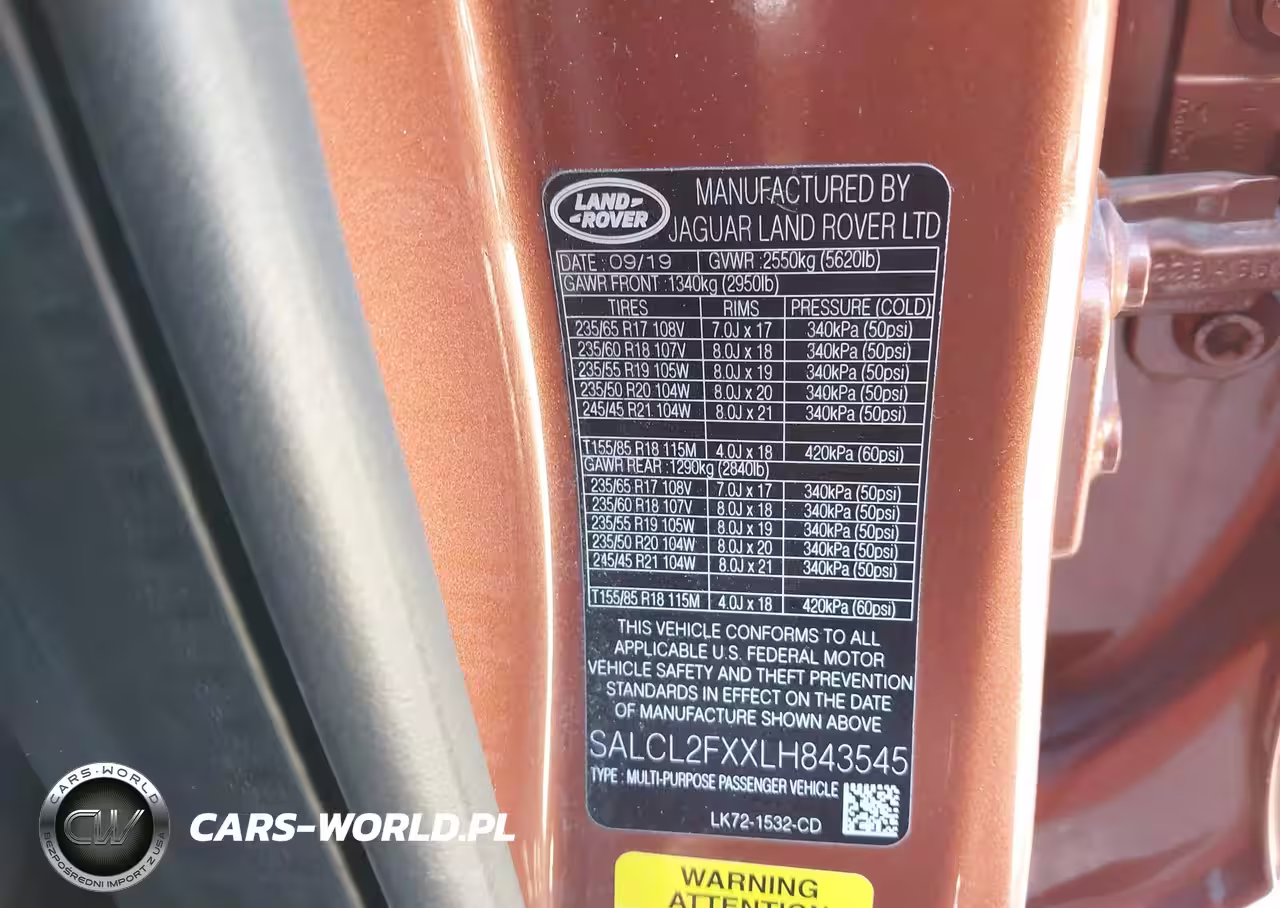 LAND-
-ROVER
MANUFACTURED BY
JAGUAR LAND ROVER LTD
DATE : 09/19 GVWR :2550kg (5620lb)
GAWR FRONT :1340kg (2950lb)
TIRES RIMS PRESSURE (COLD)
235/65 R17 108V 7.0J x 17 340kPa (50psi)
235/60 R18 107V 8.0J x 18 340kPa (50psi)
235/55 R19 105W 8.0J x 19 340kPa (50psi)
235/50 R20 104W 8.0J x 20 340kPa (50psi)
245/45 R21 104W 8.0J x 21 340kPa (50psi)
T155/85 R18 115M 4.0J x 18 420kPa (60psi)
GAWR REAR :1290kg (2840lb)
235/65 R17 108V 7.0J x 17 340kPa (50psi)
235/60 R18 107V 8.0J x 18 340kPa (50psi)
235/55 R19 105W 8.0J x 19 340kPa (50psi)
235/50 R20 104W 8.0J x 20 340kPa (50psi)
245/45 R21 104W 8.0J x 21 340kPa (50psi)
T155/85 R18 115M 4.0J x 18 420kPa (60psi)
THIS VEHICLE CONFORMS TO ALL
APPLICABLE U.S. FEDERAL MOTOR
VEHICLE SAFETY AND THEFT PREVENTION
STANDARDS IN EFFECT ON THE DATE
OF MANUFACTURE SHOWN ABOVE
SALCL2FXXLH843545
TYPE : MULTI-PURPOSE PASSENGER VEHICLE
LK72-1532-CD
WARNING
ATTENTION
CARS-WORLD
CW
BEZPOŚREDNI IMPORT Z USA
CARS-WORLD.PL